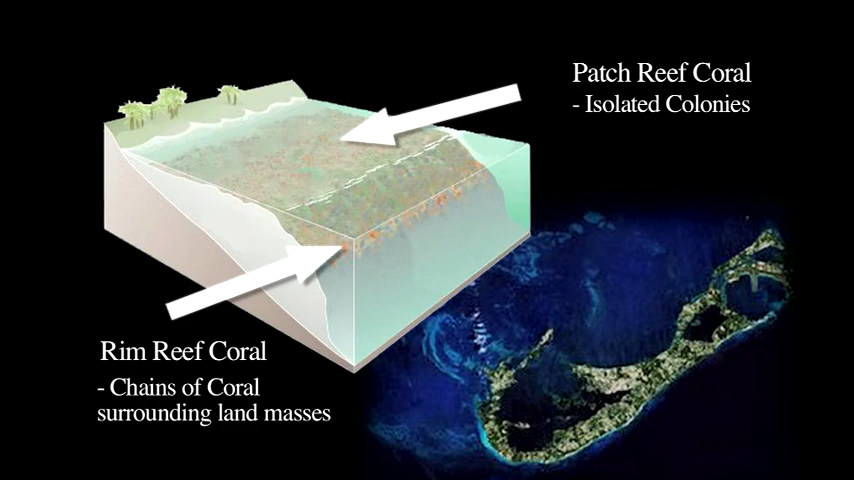 Patch Reef Coral
- Isolated Colonies
Rim Reef Coral
- Chains of Coral
surrounding land masses